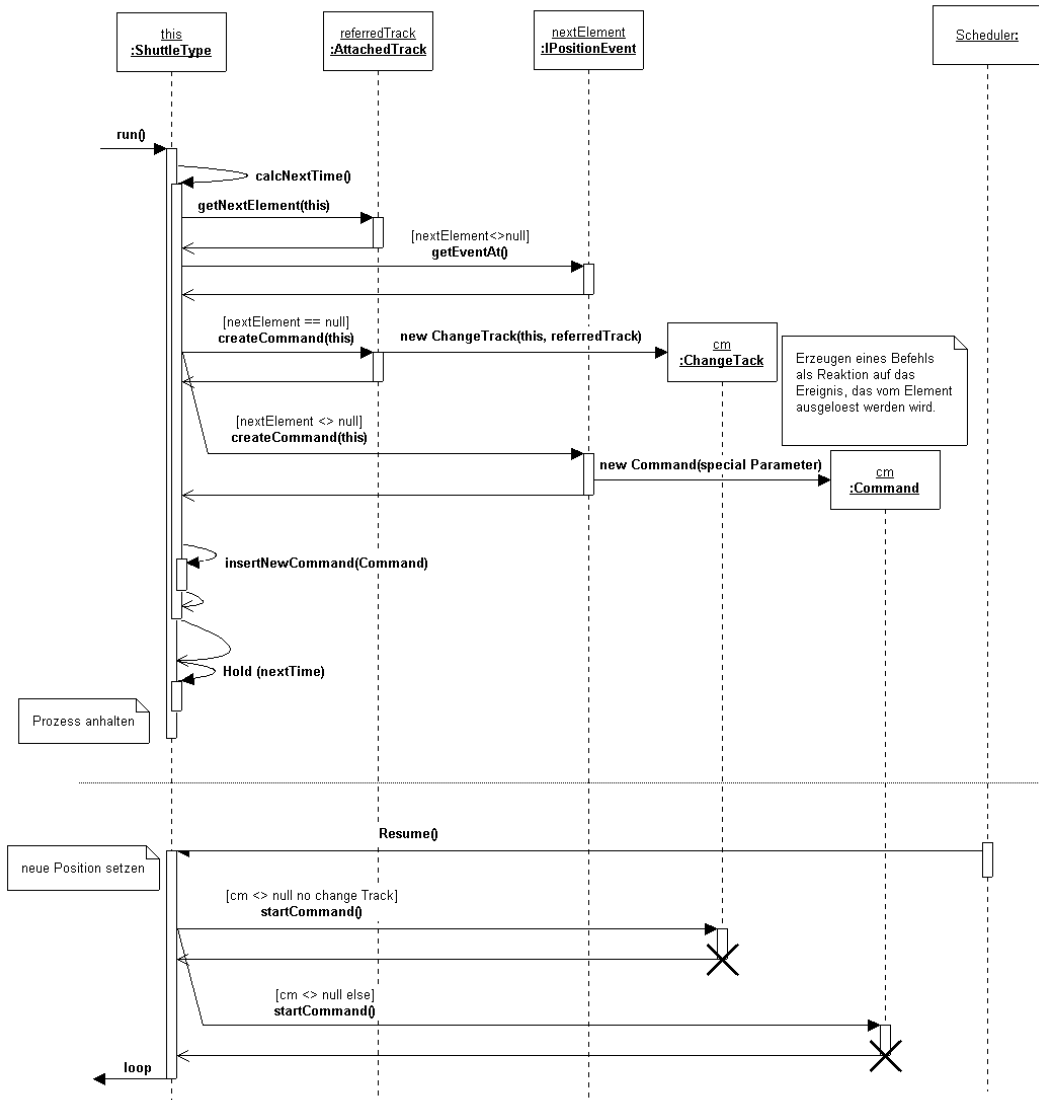 this
:ShuttleType
referredTrack
:AttachedTrack
nextElement
:IPositionEvent
Scheduler:
run()
calcNextTime()
getNextElement(this)
[nextElement<>null]
getEventAt()
[nextElement == null]
createCommand(this)
new ChangeTrack(this, referredTrack)
cm
:ChangeTack
Erzeugen eines Befehls
als Reaktion auf das
Ereignis, das vom Element
ausgeloest werden wird.
[nextElement <> null]
createCommand(this)
new Command(special Parameter)
cm
:Command
insertNewCommand(Command)
Hold (nextTime)
Prozess anhalten
Resume()
neue Position setzen
[cm <> null no change Track]
startCommand()
[cm <> null else]
startCommand()
loop